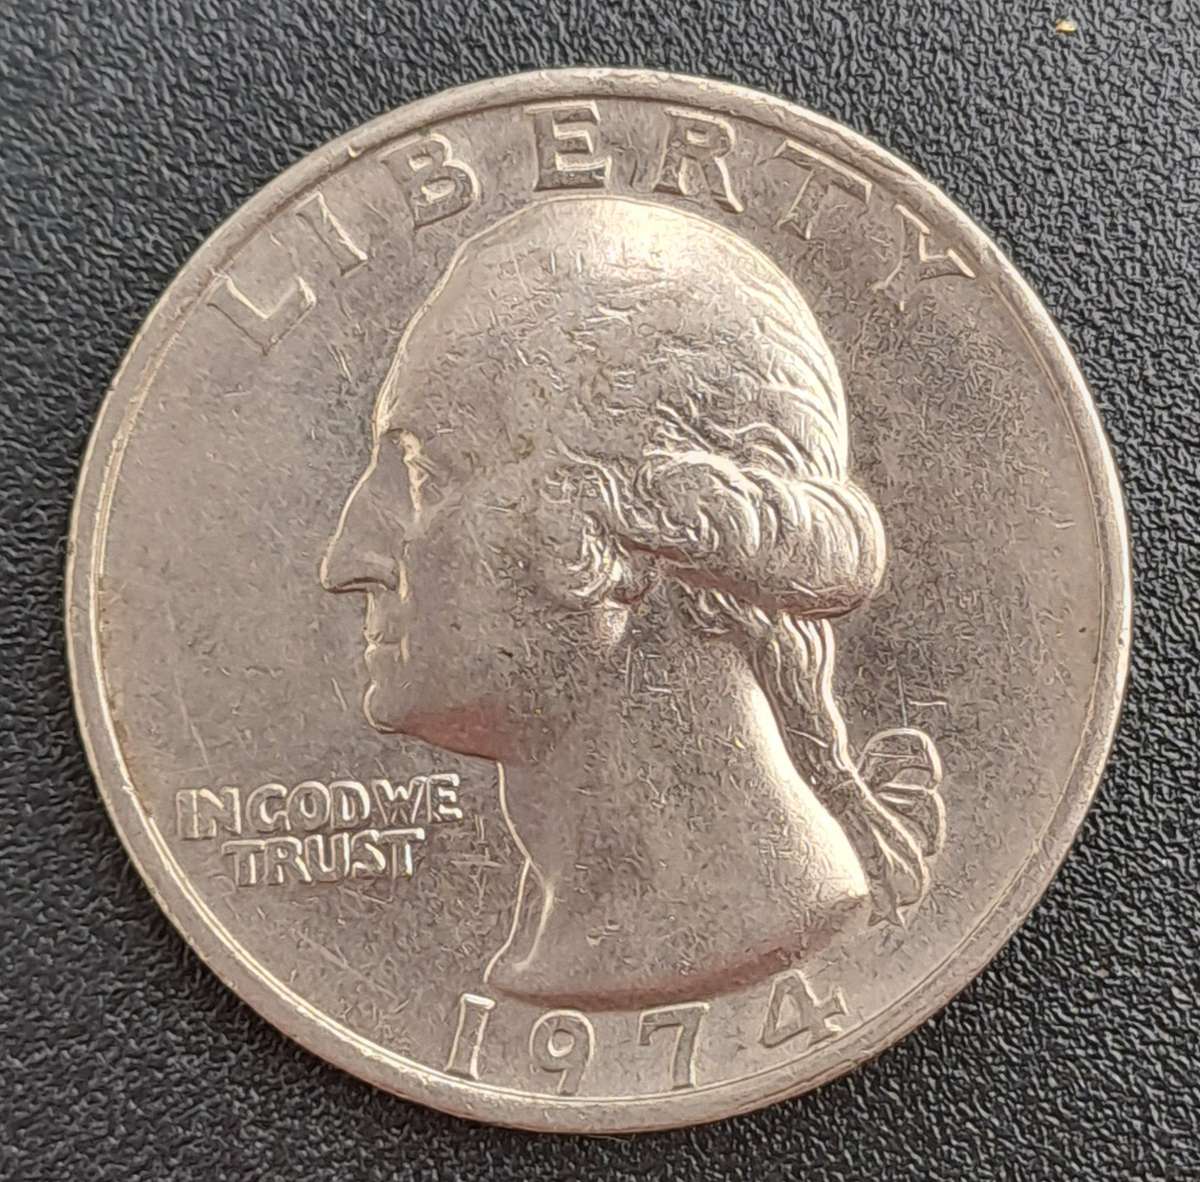 LIBERTY
IN GOD WE
TRUST
1974